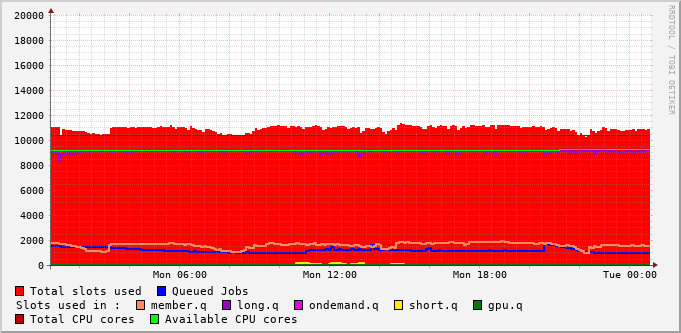 20000
18000
16000
14000
12000
10000
8000
6000
4000
2000
0
Mon 06:00 Mon 12:00 Mon 18:00 Tue 00:00
RRDTOOL / TOBI OETIKER
Total slots used Queued Jobs
Slots used in : member.q long.q ondemand.q short.q gpu.q
Total CPU cores Available CPU cores